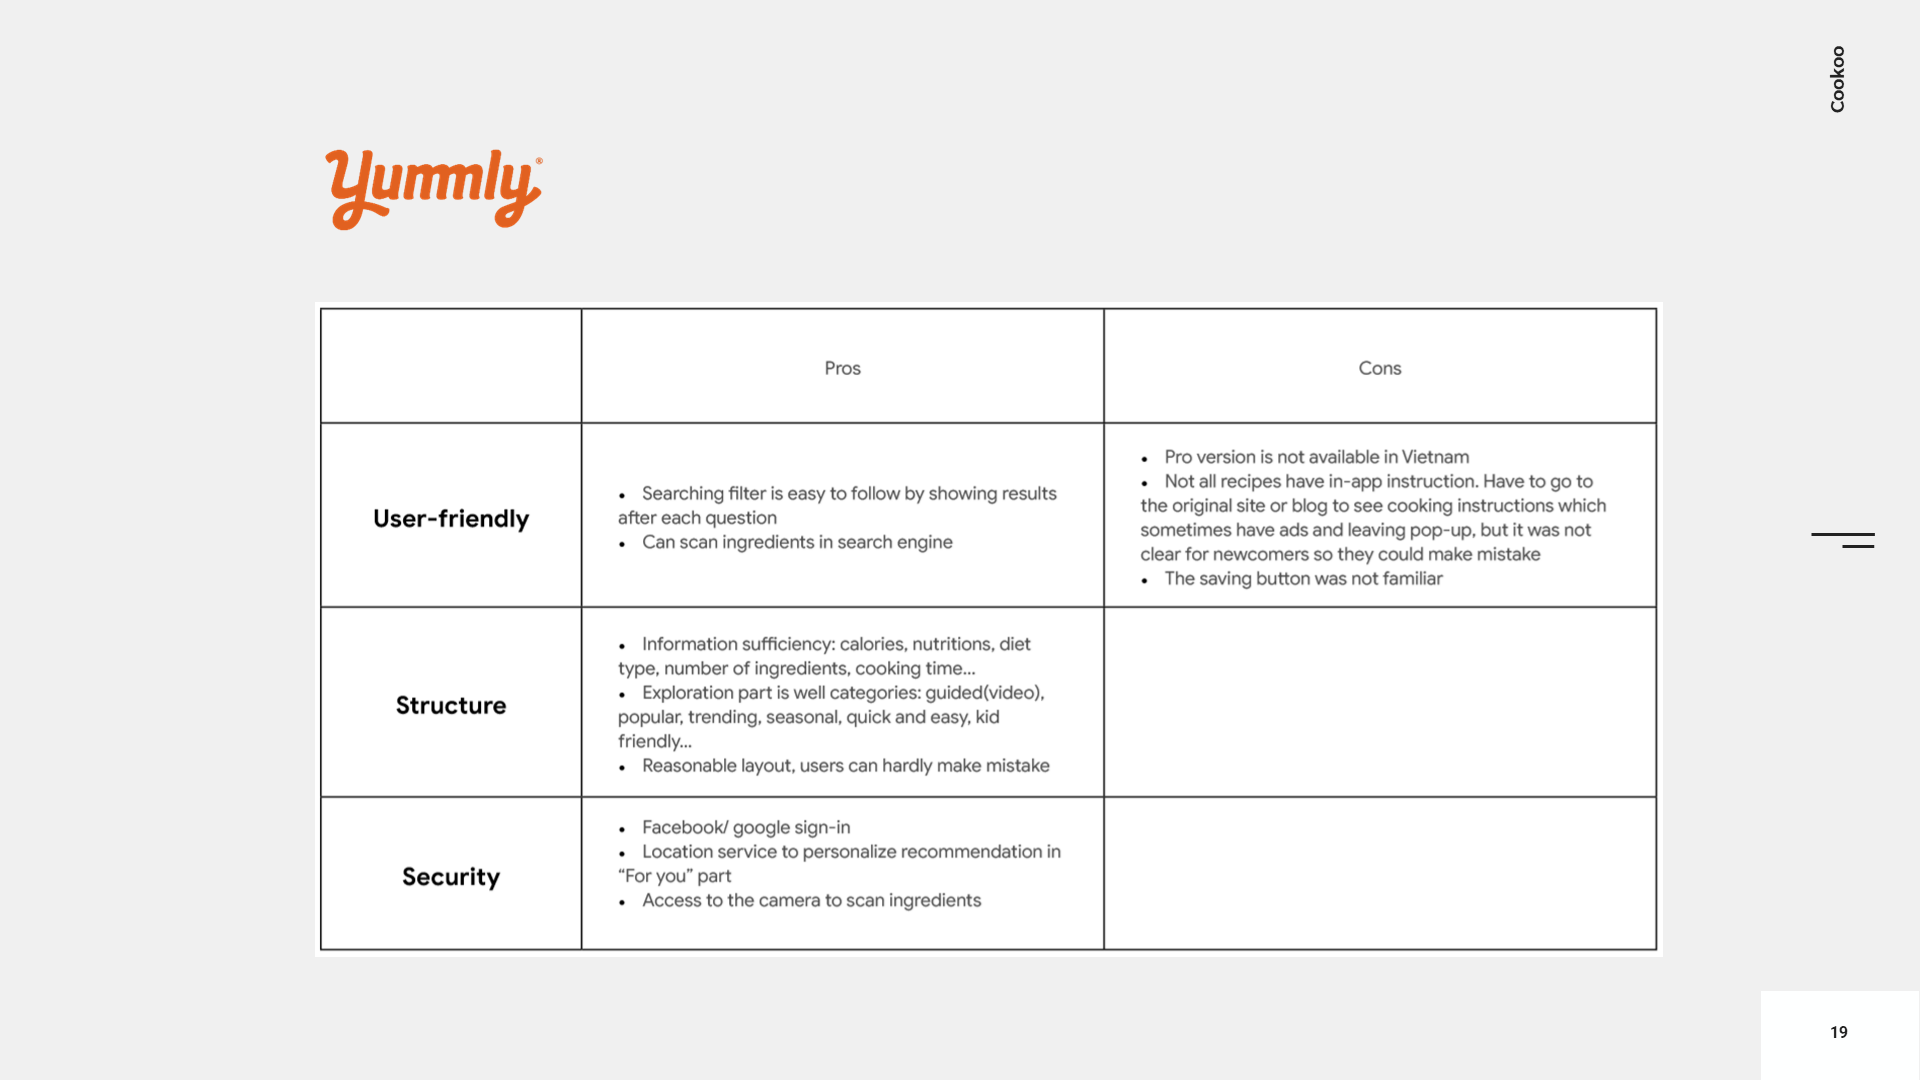 Cookoo
Yummly®
Pros
Cons
User-friendly
• Searching filter is easy to follow by showing results
after each question
• Can scan ingredients in search engine
• Pro version is not available in Vietnam
• Not all recipes have in-app instruction. Have to go to
the original site or blog to see cooking instructions which
sometimes have ads and leaving pop-up, but it was not
clear for newcomers so they could make mistake
• The saving button was not familiar
Structure
• Information sufficiency: calories, nutritions, diet
type, number of ingredients, cooking time...
• Exploration part is well categories: guided(video),
popular, trending, seasonal, quick and easy, kid
friendly...
• Reasonable layout, users can hardly make mistake
Security
• Facebook/ google sign-in
• Location service to personalize recommendation in
“For you” part
• Access to the camera to scan ingredients
19